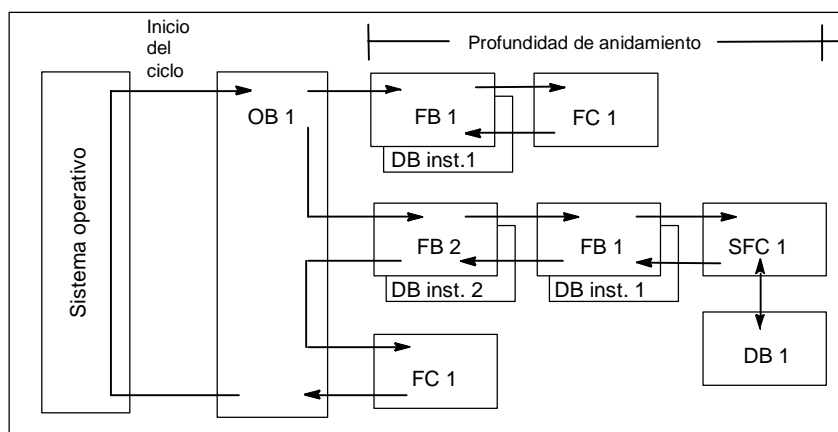 Inicio
del
ciclo
Profundidad de anidamiento
Sistema operativo
OB 1
FB 1
FC 1
DB inst.1
FB 2
FB 1
SFC 1
DB inst. 2
DB inst. 1
FC 1
DB 1